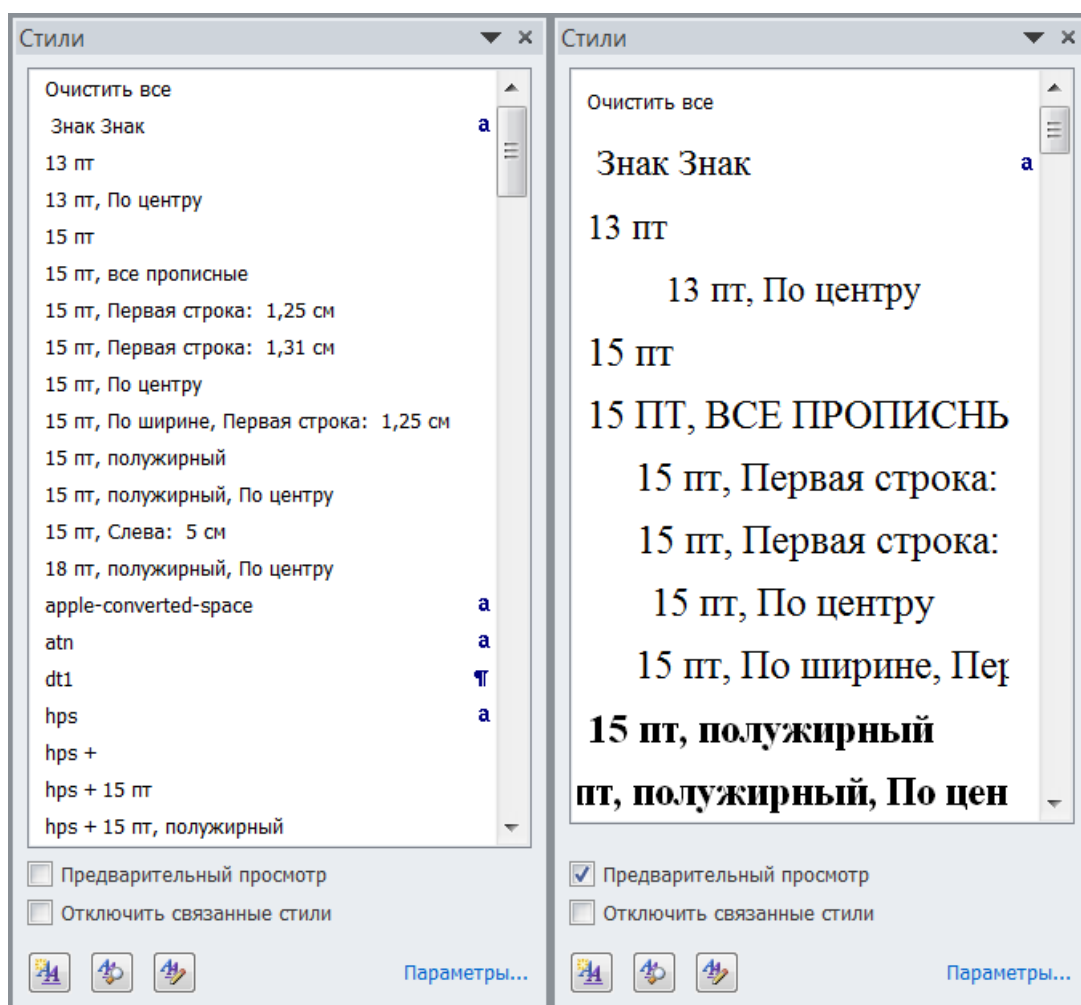 Стили
Очистить все
Знак Знак a
13 пт
13 пт, По центру
15 пт
15 пт, все прописные
15 пт, Первая строка: 1,25 см
15 пт, Первая строка: 1,31 см
15 пт, По центру
15 пт, По ширине, Первая строка: 1,25 см
15 пт, полужирный
15 пт, полужирный, По центру
15 пт, Слева: 5 см
18 пт, полужирный, По центру
apple-converted-space a
atn a
dt1 ¶
hps a
hps +
hps + 15 пт
hps + 15 пт, полужирный
Предварительный просмотр
Отключить связанные стили
Параметры...
Стили
Очистить все
Знак Знак a
13 пт
13 пт, По центру
15 пт
15 ПТ, ВСЕ ПРОПИСНЬ
15 пт, Первая строка:
15 пт, Первая строка:
15 пт, По центру
15 пт, По ширине, Пер
15 пт, полужирный
пт, полужирный, По цен
Предварительный просмотр
Отключить связанные стили
Параметры...